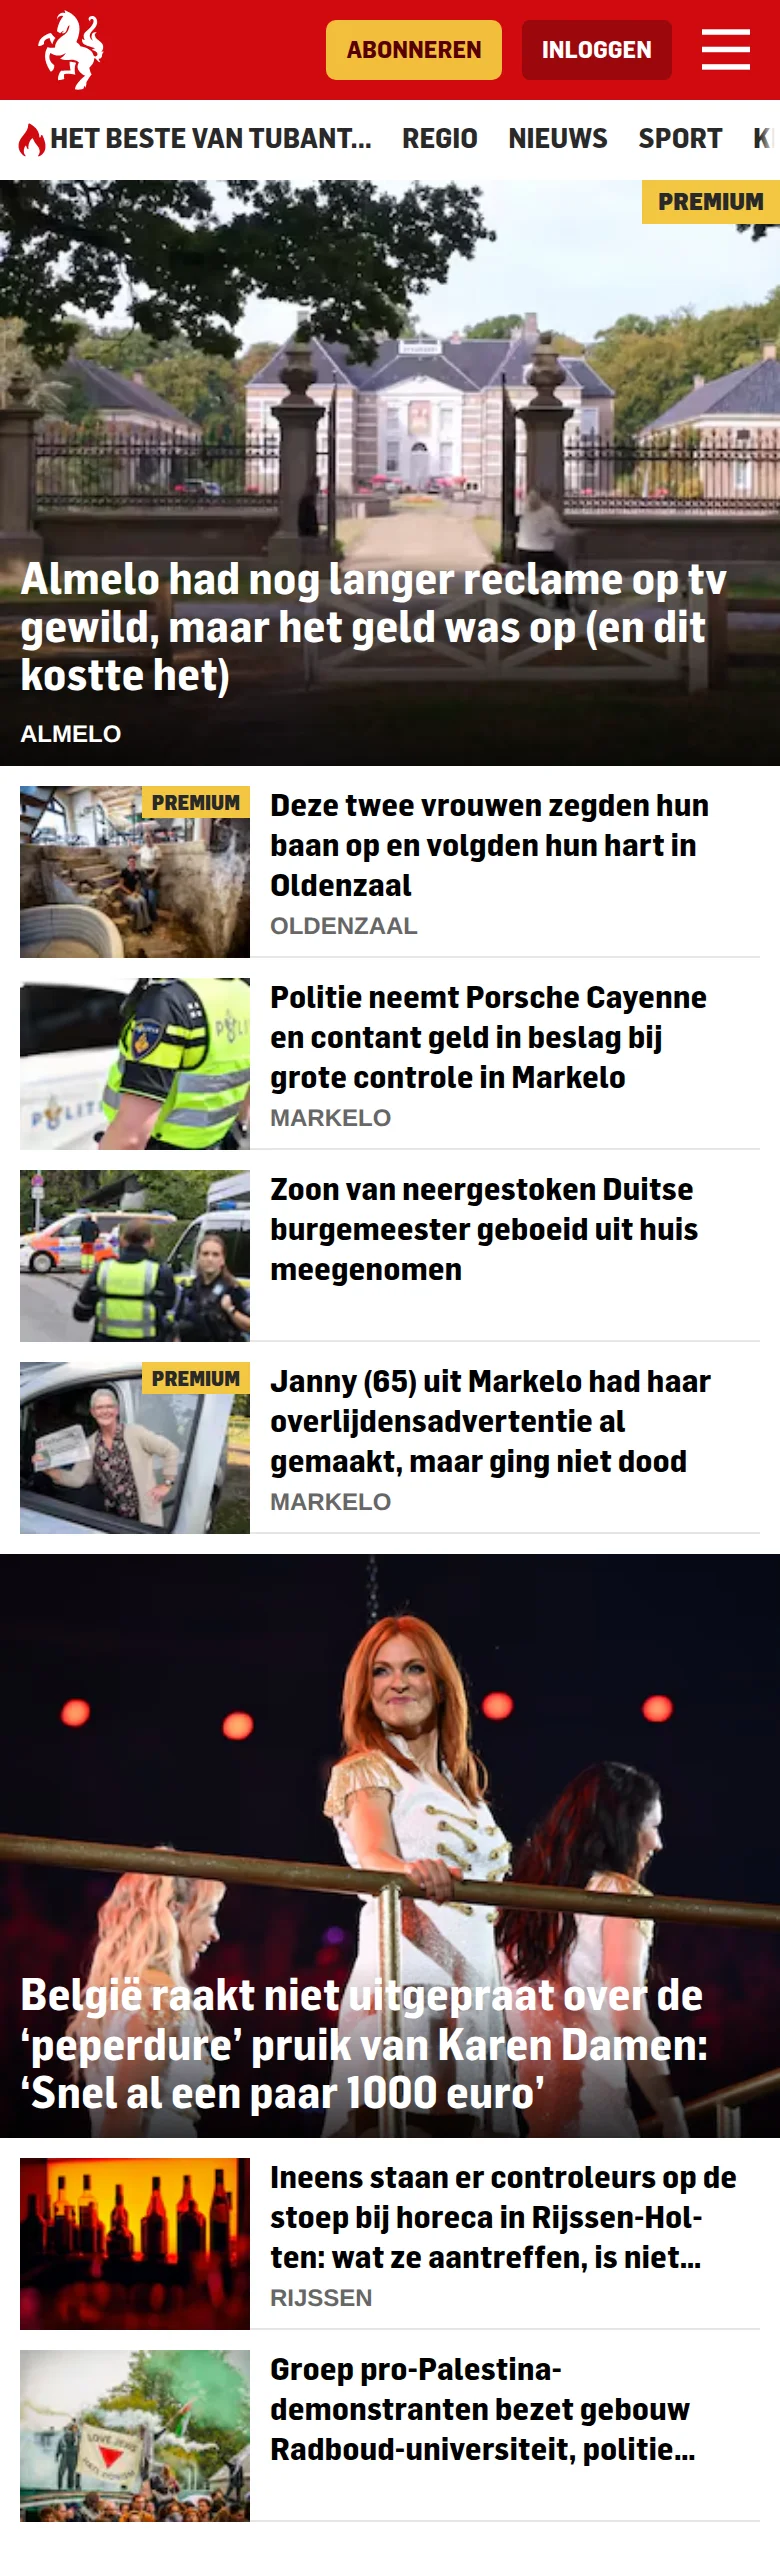 ABONNEREN
INLOGGEN
HET BESTE VAN TUBANT...
REGIO
NIEUWS
SPORT
PREMIUM
Almelo had nog langer reclame op tv
gewild, maar het geld was op (en dit
kostte het)
ALMELO
PREMIUM
Deze twee vrouwen zegden hun
baan op en volgden hun hart in
Oldenzaal
OLDENZAAL
Politie neemt Porsche Cayenne
en contant geld in beslag bij
grote controle in Markelo
MARKELO
Zoon van neergestoken Duitse
burgemeester geboeid uit huis
meegenomen
PREMIUM
Janny (65) uit Markelo had haar
overlijdensadvertentie al
gemaakt, maar ging niet dood
MARKELO
België raakt niet uitgepraat over de
‘peperdure’ pruik van Karen Damen:
‘Snel al een paar 1000 euro’
Ineens staan er controleurs op de
stoep bij horeca in Rijssen-Hol-
ten: wat ze aantreffen, is niet...
RIJSSEN
Groep pro-Palestina-
demonstranten bezet gebouw
Radboud-universiteit, politie...